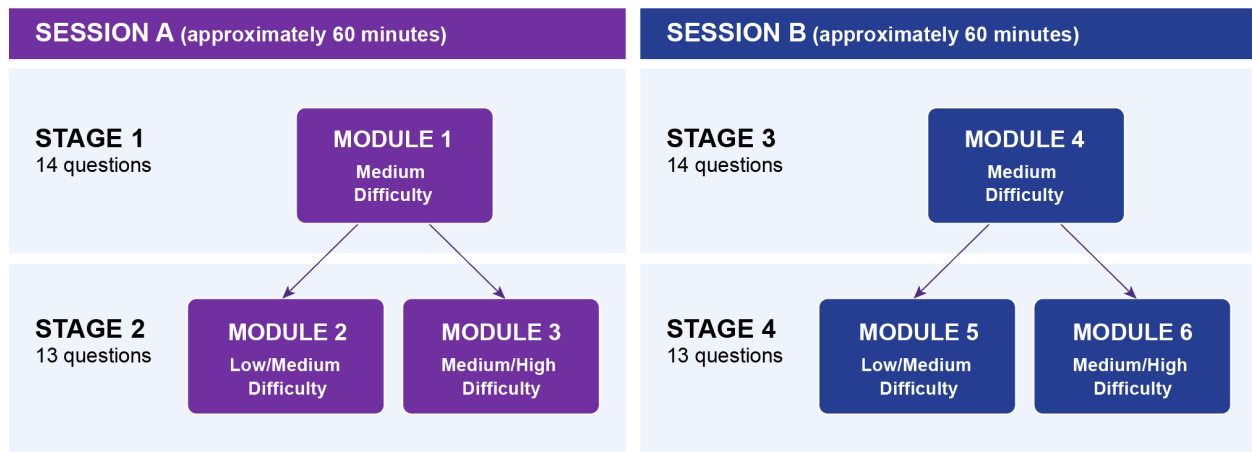 SESSION A (approximately 60 minutes)
STAGE 1
14 questions
MODULE 1
Medium
Difficulty
STAGE 2
13 questions
MODULE 2
Low/Medium
Difficulty
MODULE 3
Medium/High
Difficulty
SESSION B (approximately 60 minutes)
STAGE 3
14 questions
MODULE 4
Medium
Difficulty
STAGE 4
13 questions
MODULE 5
Low/Medium
Difficulty
MODULE 6
Medium/High
Difficulty